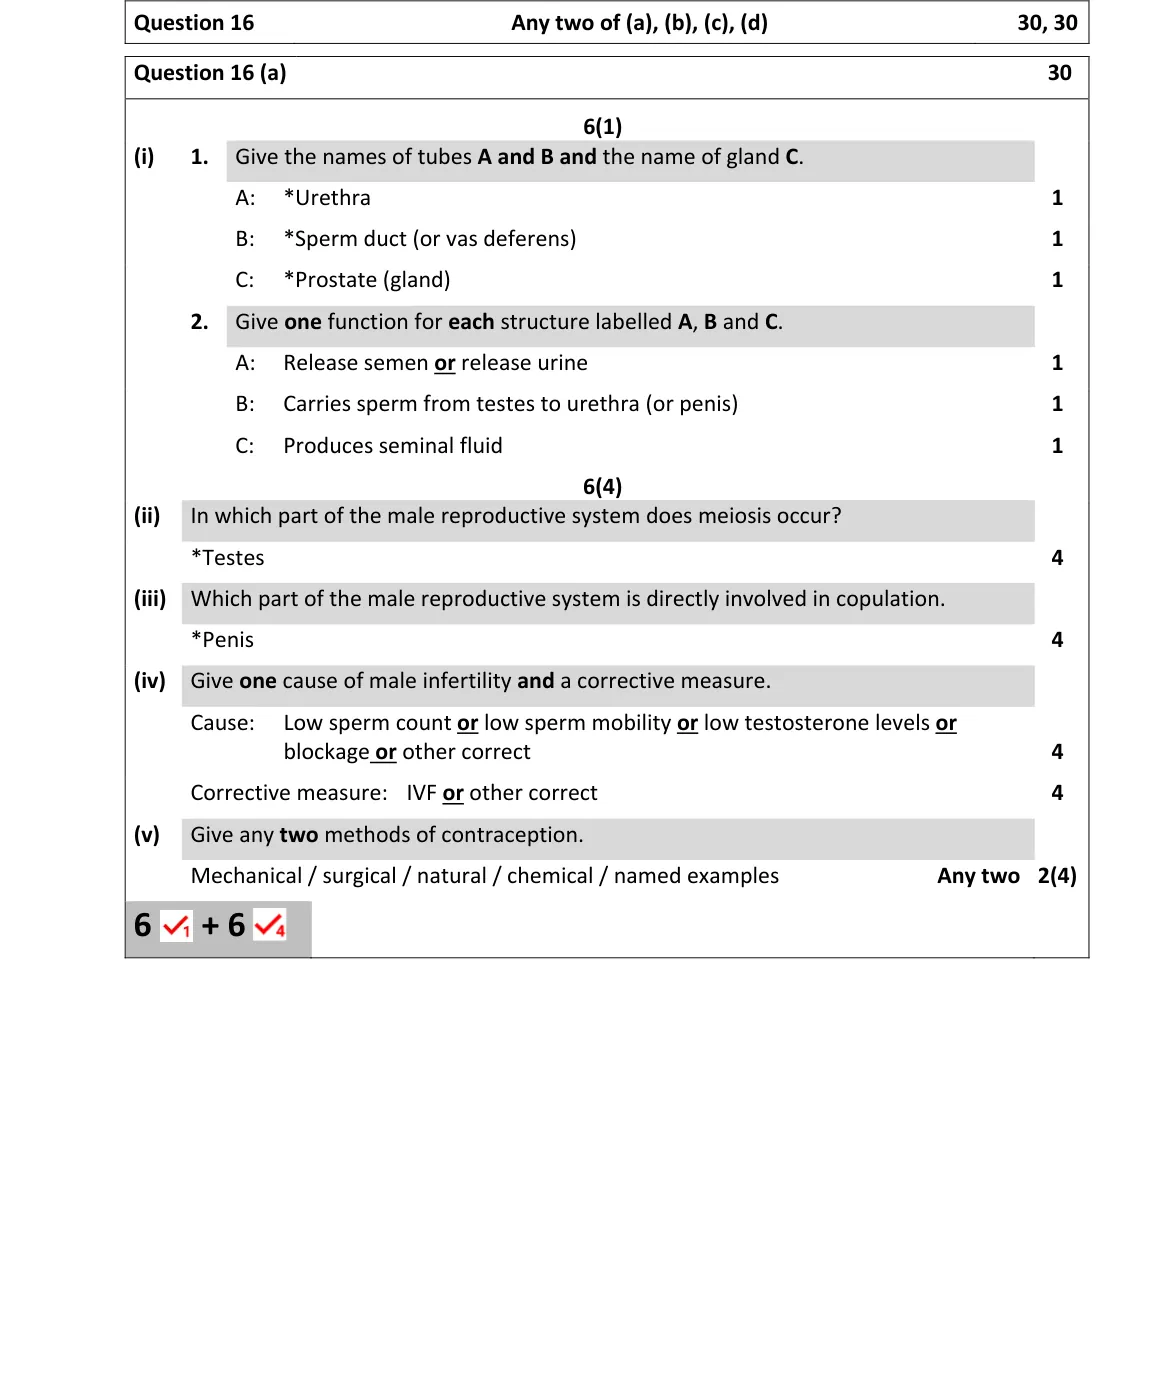 Question 16 Any two of (a), (b), (c), (d) 30, 30
Question 16 (a) 30
6(1)
(i) 1. Give the names of tubes A and B and the name of gland C.
A: *Urethra 1
B: *Sperm duct (or vas deferens) 1
C: *Prostate (gland) 1
2. Give one function for each structure labelled A, B and C.
A: Release semen or release urine 1
B: Carries sperm from testes to urethra (or penis) 1
C: Produces seminal fluid 1
6(4)
(ii) In which part of the male reproductive system does meiosis occur?
*Testes 4
(iii) Which part of the male reproductive system is directly involved in copulation.
*Penis 4
(iv) Give one cause of male infertility and a corrective measure.
Cause: Low sperm count or low sperm mobility or low testosterone levels or
blockage or other correct 4
Corrective measure: IVF or other correct 4
(v) Give any two methods of contraception.
Mechanical / surgical / natural / chemical / named examples Any two 2(4)
6 ✓1 + 6 ✓4